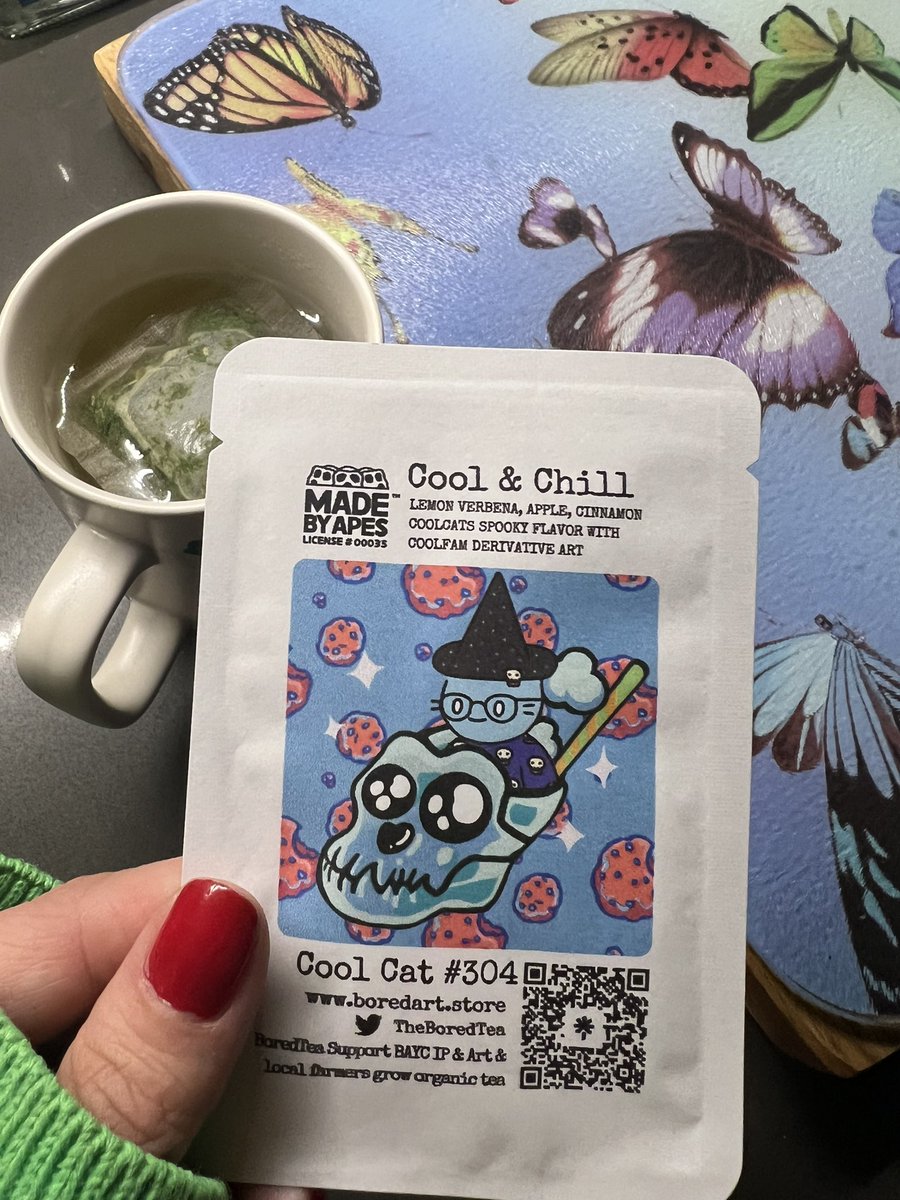 MADE™
BY APES
LICENSE # 00035
Cool & Chill
LEMON VERBENA, APPLE, CINNAMON
COOLCATS SPOOKY FLAVOR WITH
COOLFAM DERIVATIVE ART
Cool Cat #304
www.boredart.store
TheBoredTea
BoredTea Support BAYC IP & Art &
local farmers grow organic tea